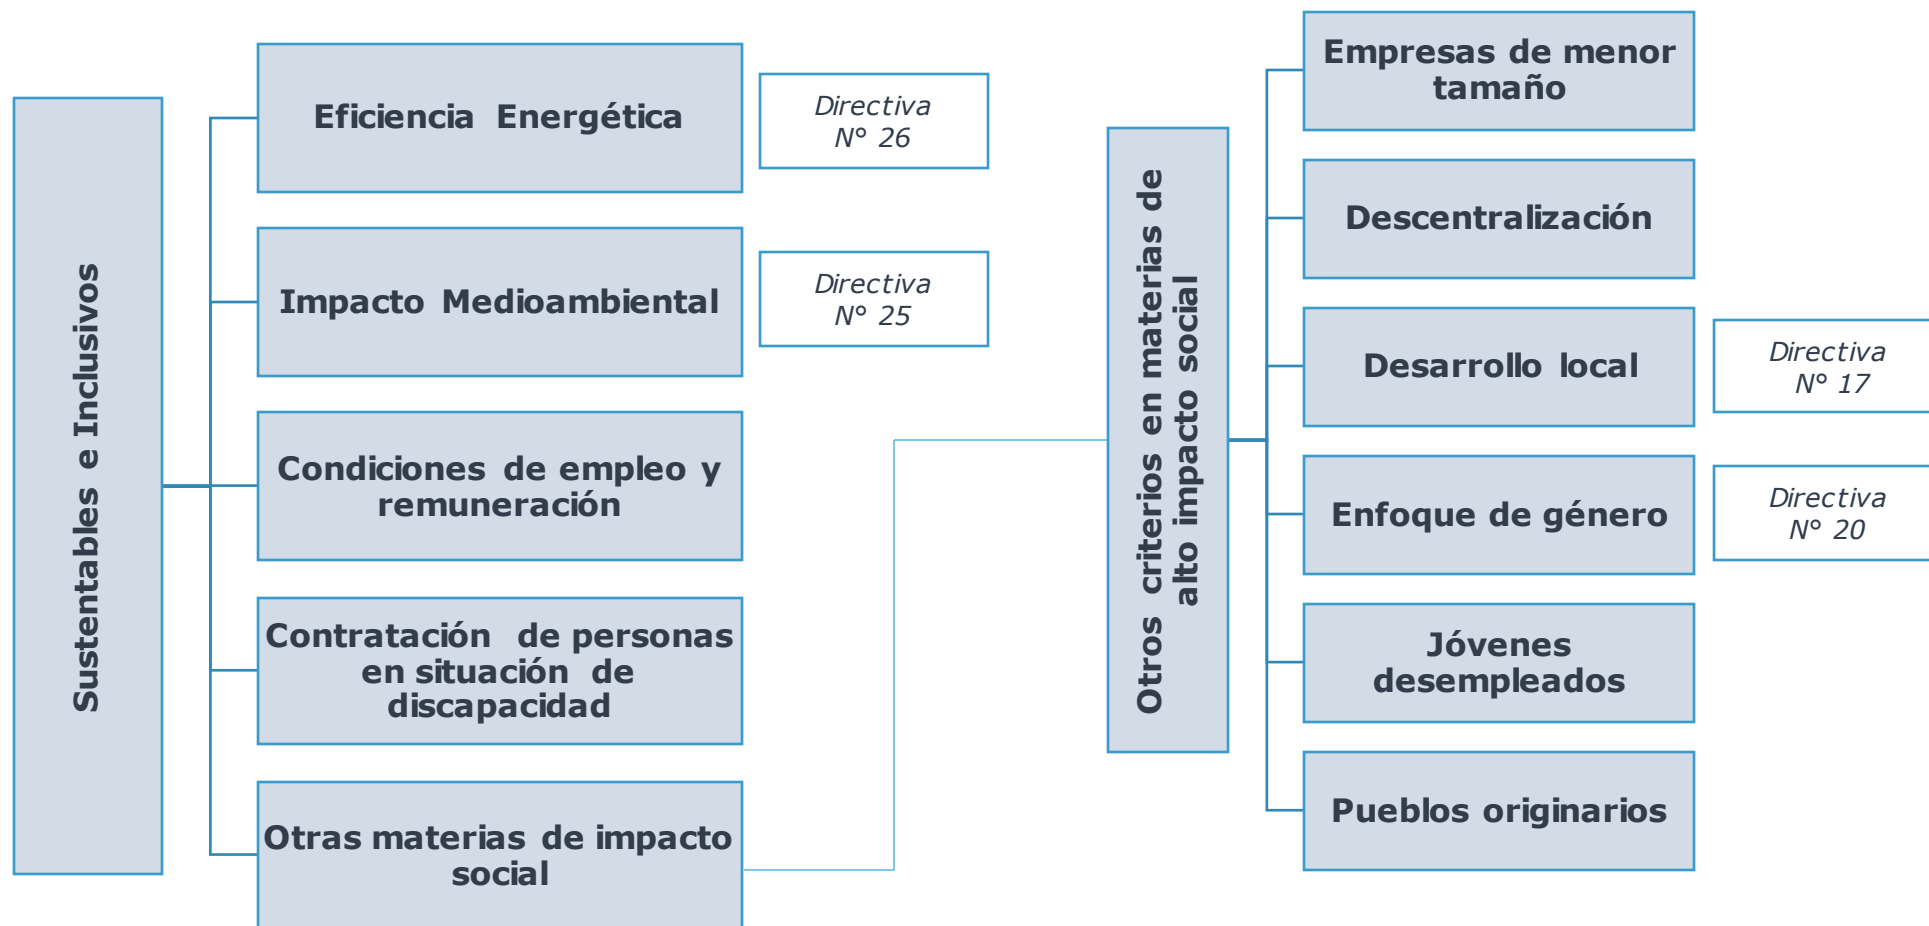 Sustentables e Inclusivos
Eficiencia Energética
Directiva
N° 26
Impacto Medioambiental
Directiva
N° 25
Condiciones de empleo y
remuneración
Contratación de personas
en situación de
discapacidad
Otras materias de impacto
social
Otros criterios en materias de
alto impacto social
Empresas de menor
tamaño
Descentralización
Desarrollo local
Directiva
N° 17
Enfoque de género
Directiva
N° 20
Jóvenes
desempleados
Pueblos originarios